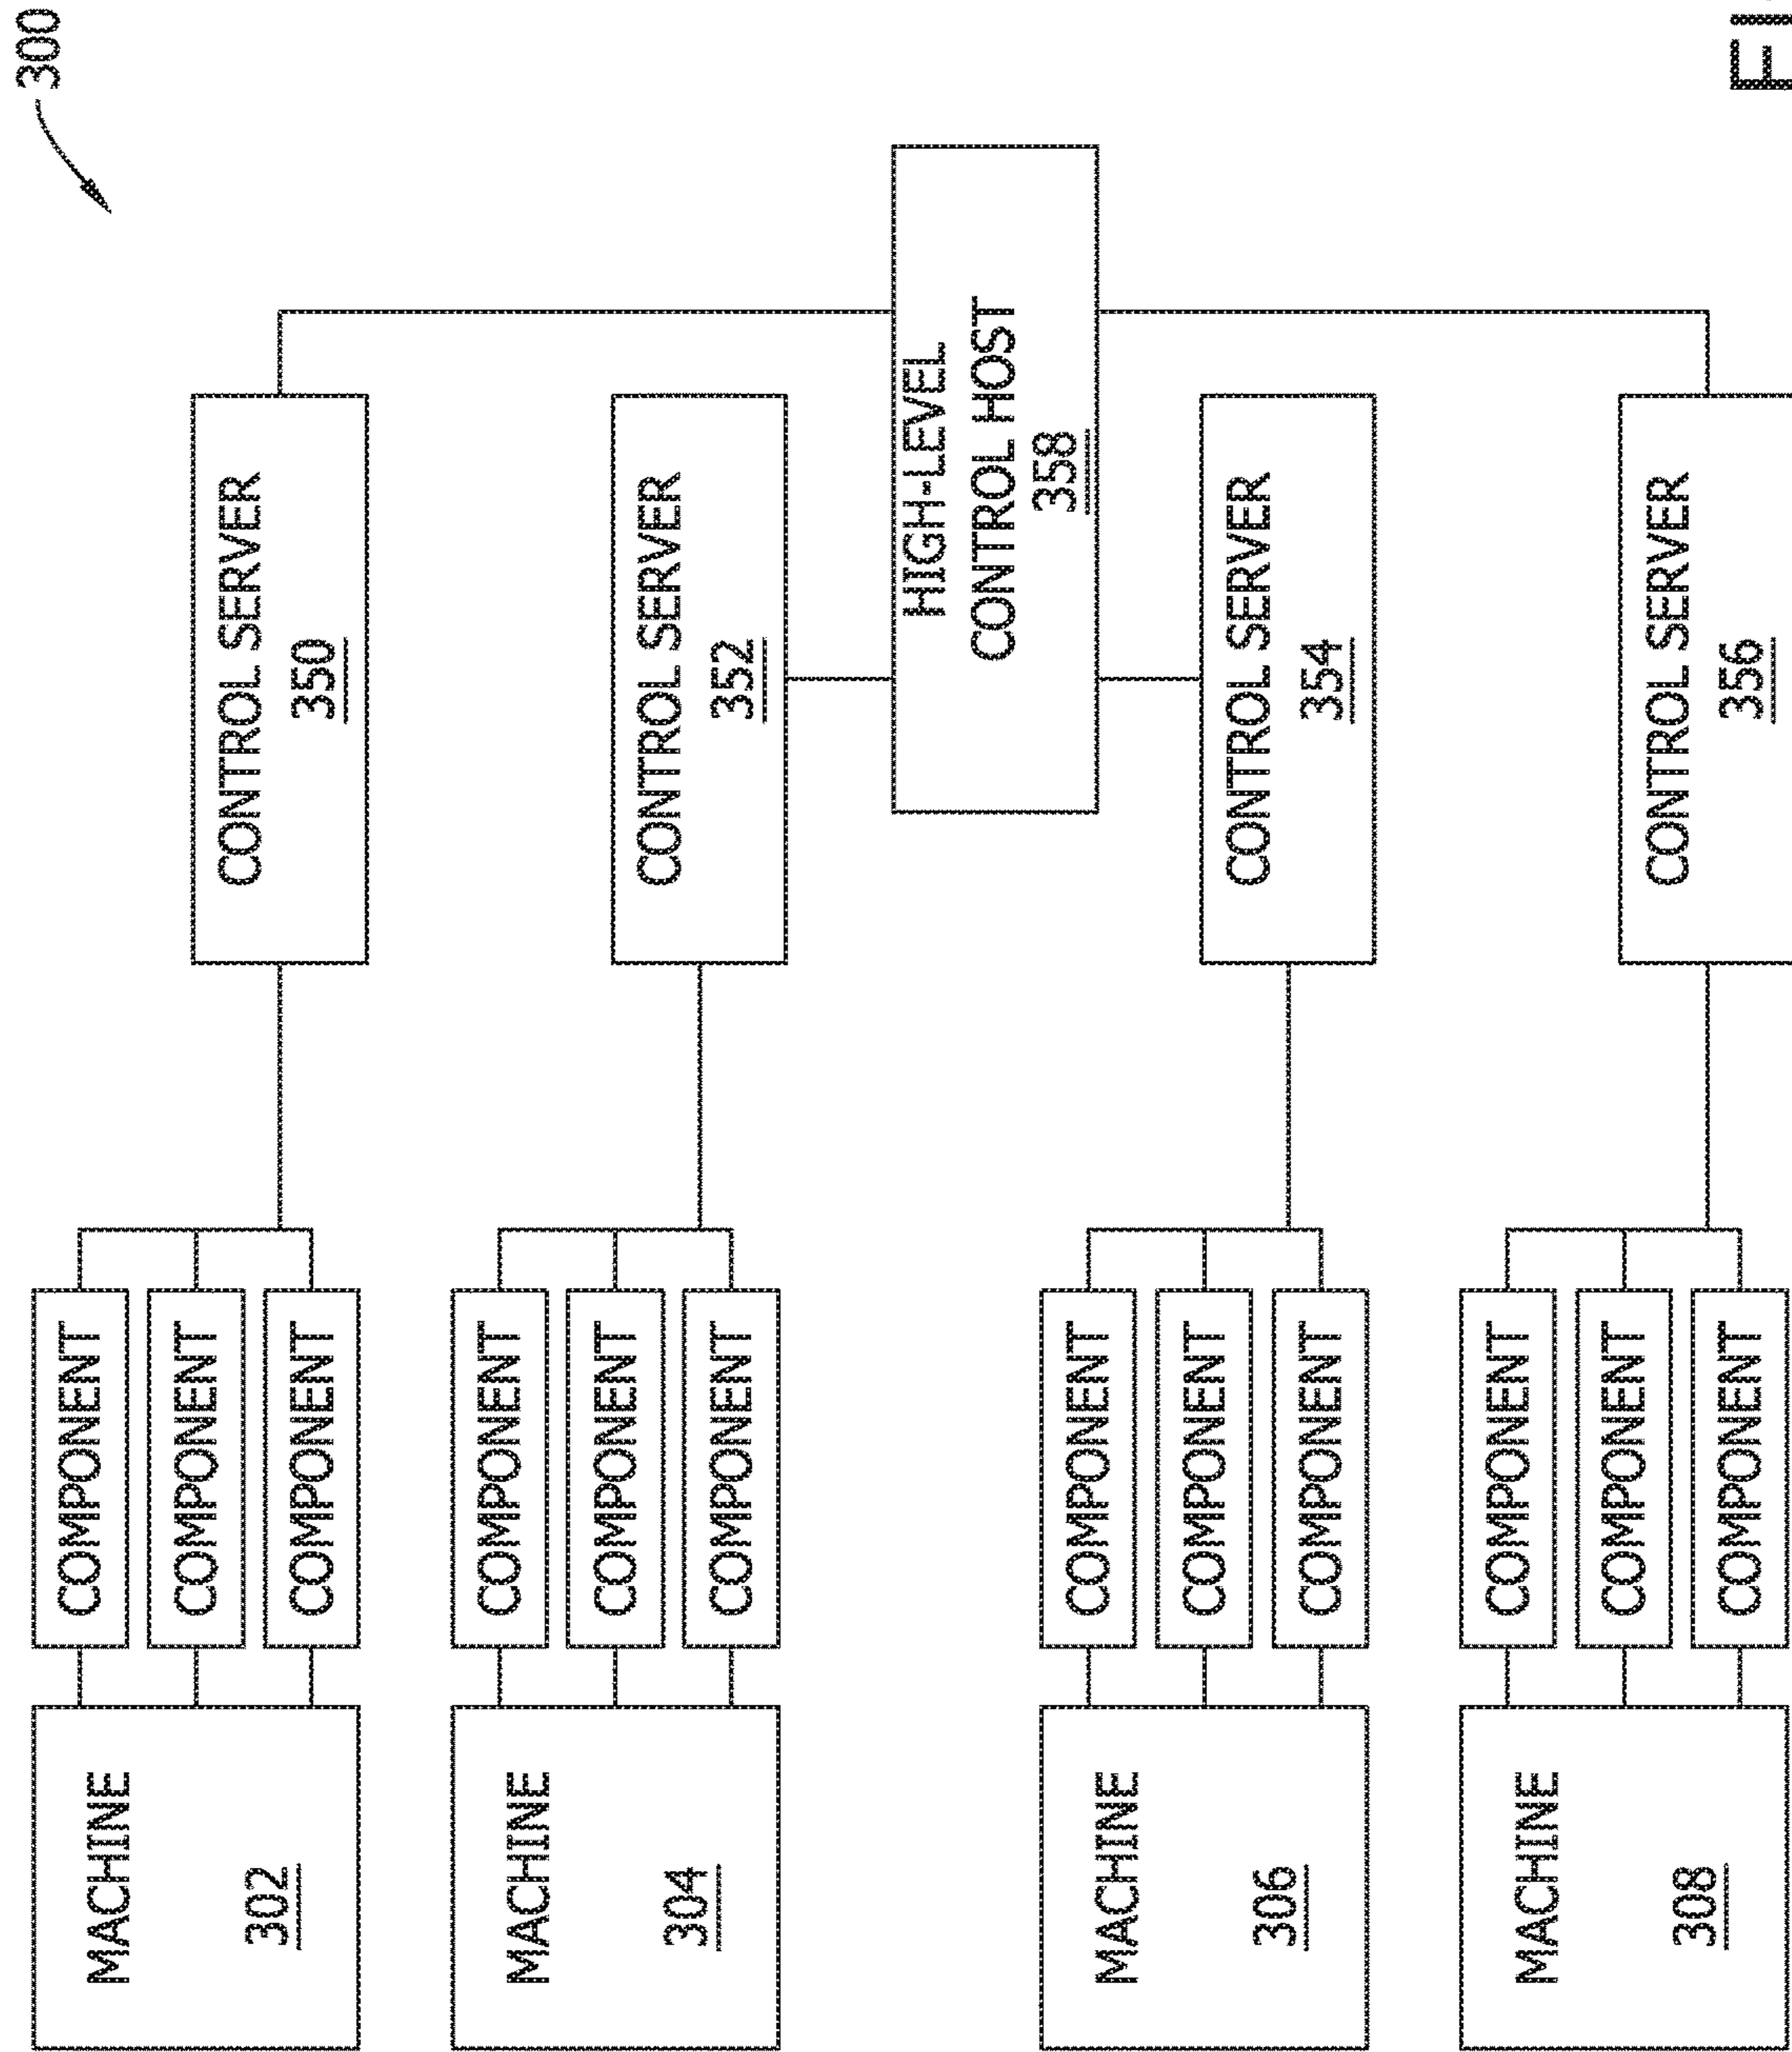 300
MACHINE
302
COMPONENT
COMPONENT
COMPONENT
CONTROL SERVER
350
MACHINE
304
COMPONENT
COMPONENT
COMPONENT
CONTROL SERVER
352
HIGH-LEVEL
CONTROL HOST
358
MACHINE
306
COMPONENT
COMPONENT
COMPONENT
CONTROL SERVER
354
MACHINE
308
COMPONENT
COMPONENT
COMPONENT
CONTROL SERVER
356